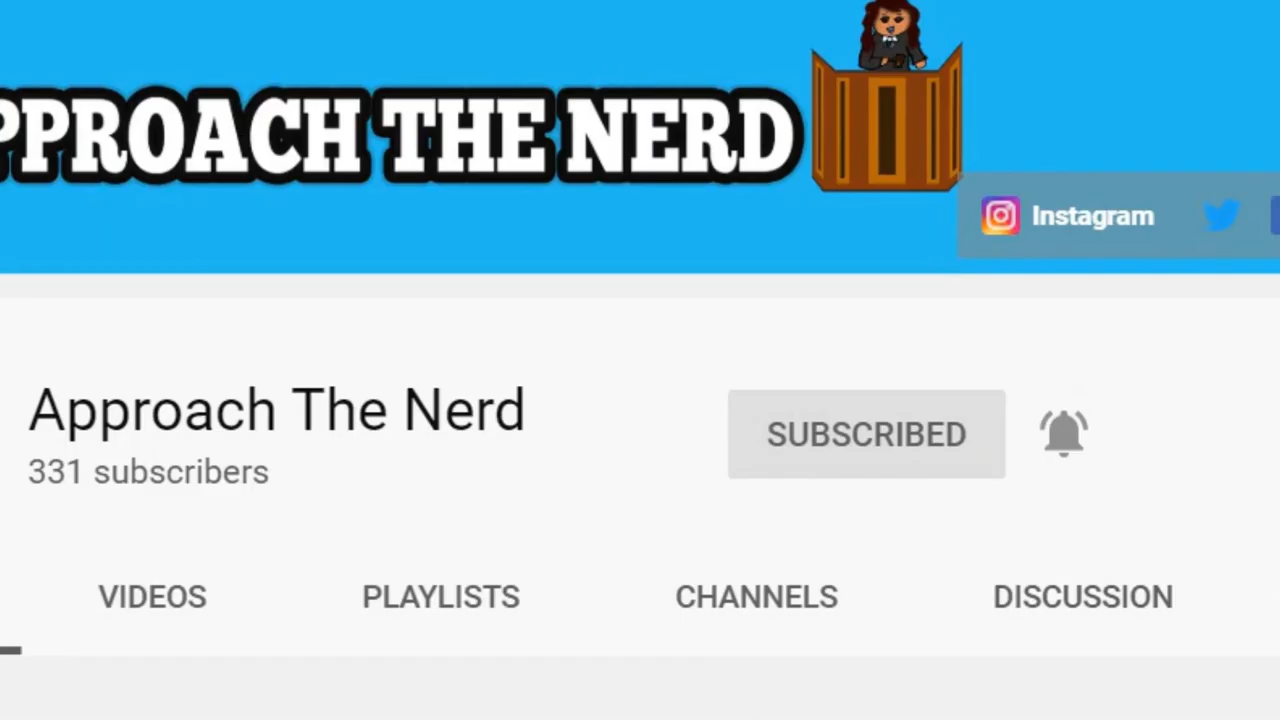 PPROACH THE NERD
Instagram
Approach The Nerd
SUBSCRIBED
331 subscribers
VIDEOS PLAYLISTS CHANNELS DISCUSSION